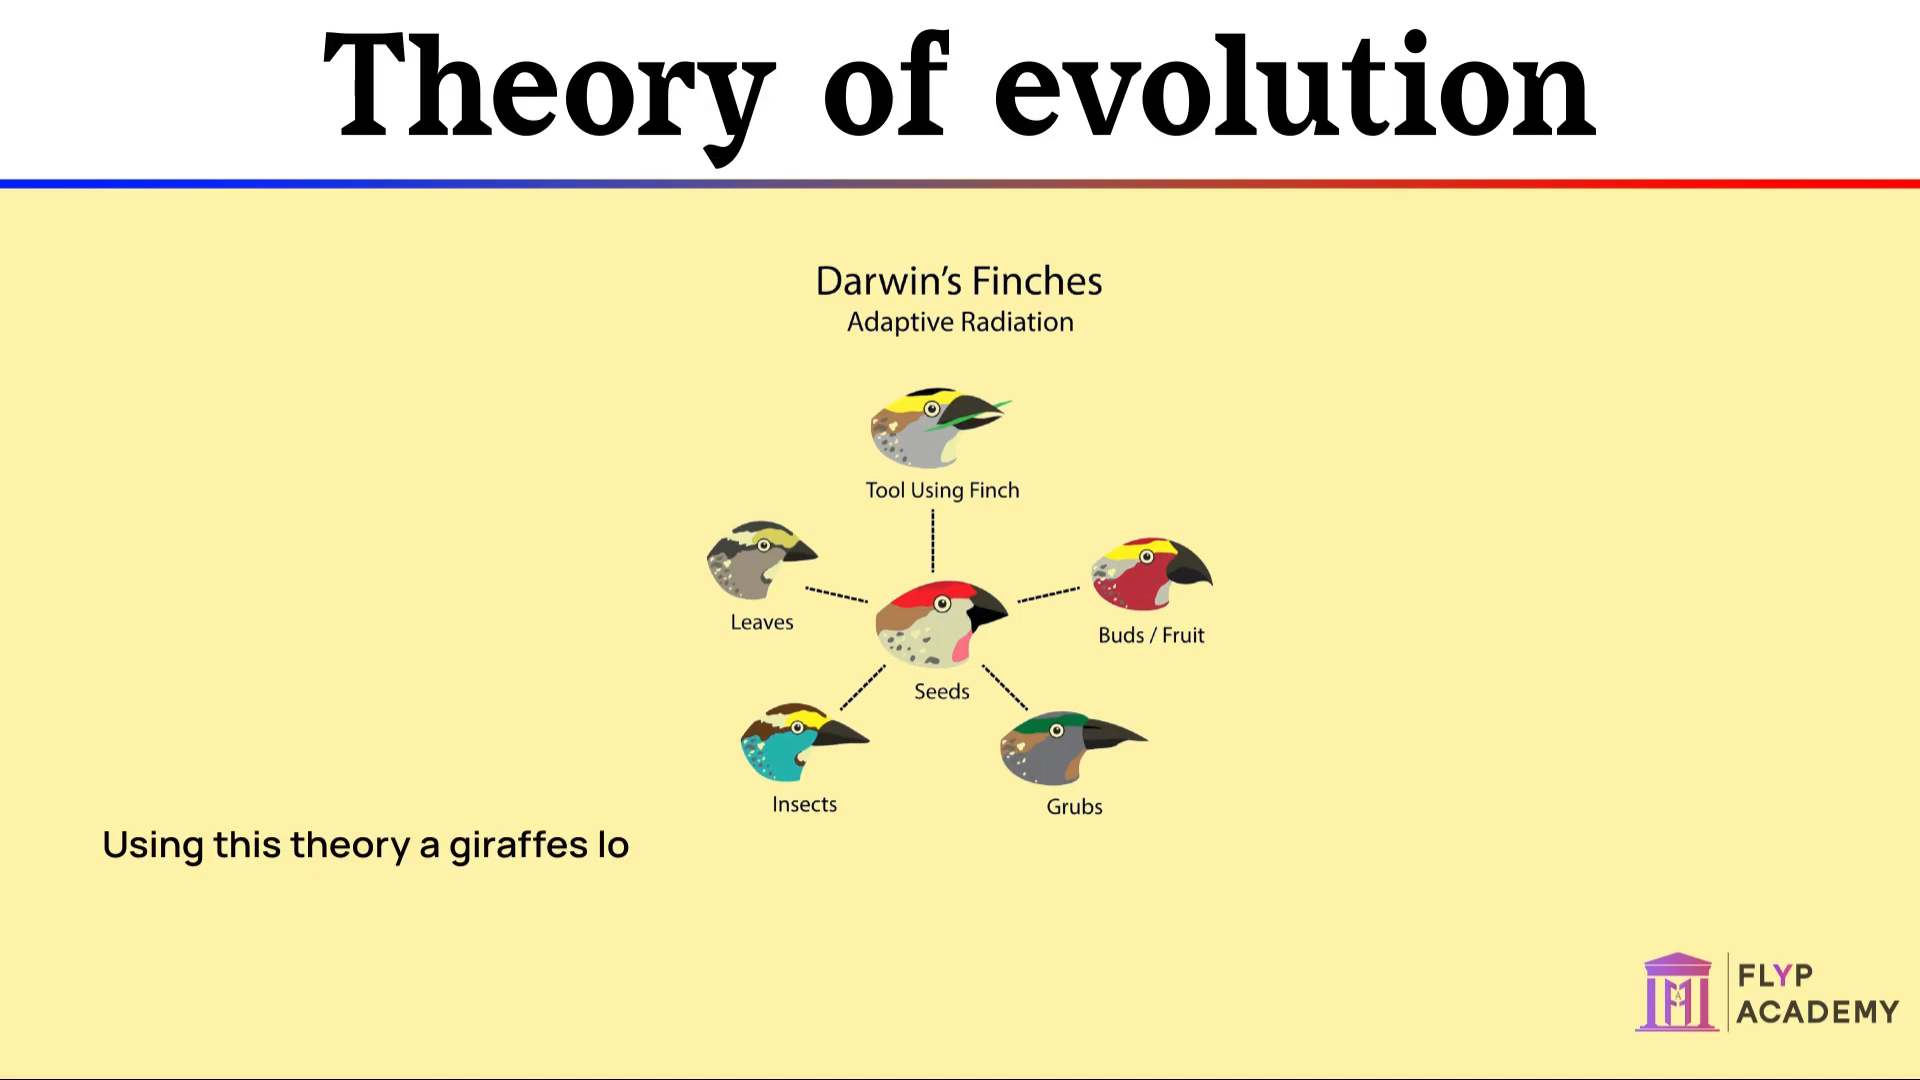 Theory of evolution
Darwin’s Finches
Adaptive Radiation
Tool Using Finch
Leaves
Buds / Fruit
Seeds
Insects
Grubs
Using this theory a giraffes lo
FLYP
ACADEMY